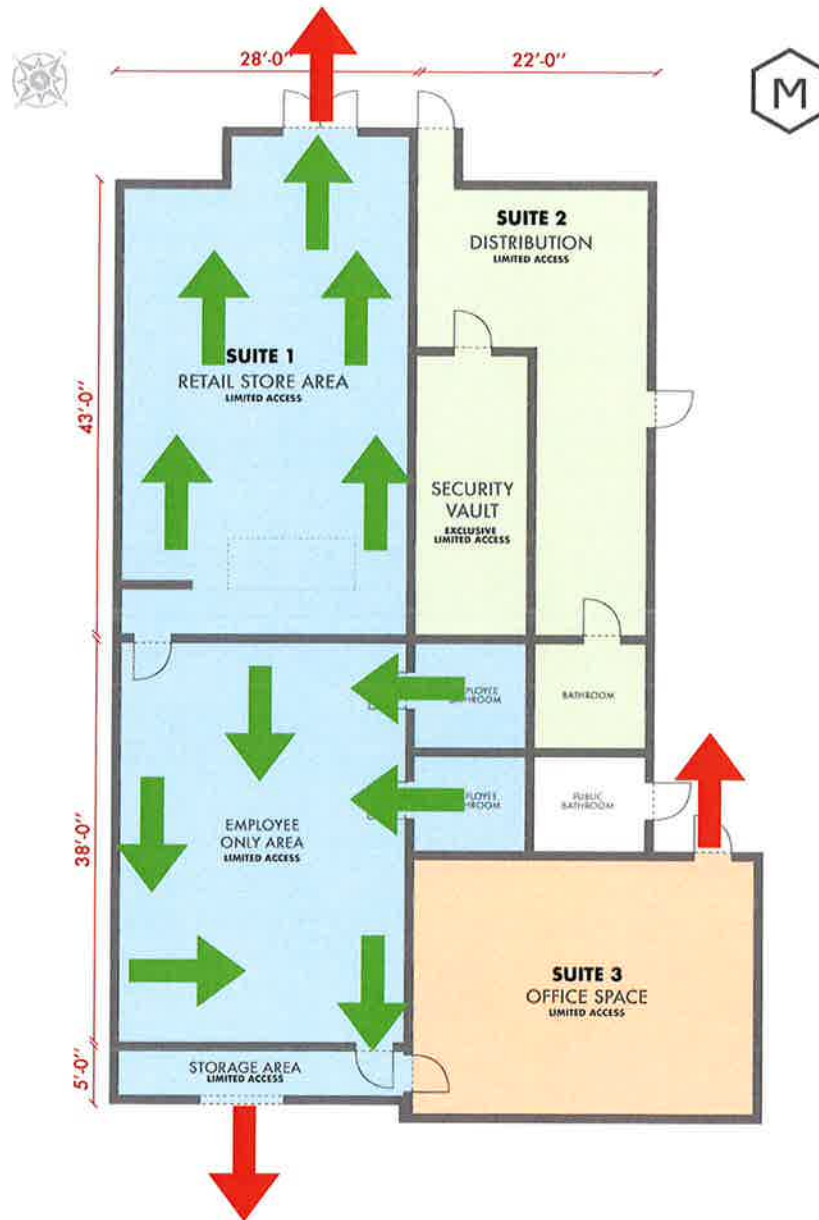 28'-0"
22'-0"
M
SUITE 2
DISTRIBUTION
LIMITED ACCESS
SUITE 1
RETAIL STORE AREA
LIMITED ACCESS
43'-0"
SECURITY
VAULT
EXCLUSIVE
LIMITED ACCESS
BATHROOM
PUBLIC
BATHROOM
EMPLOYEE
ONLY AREA
LIMITED ACCESS
38'-0"
SUITE 3
OFFICE SPACE
LIMITED ACCESS
STORAGE AREA
LIMITED ACCESS
5'-0"